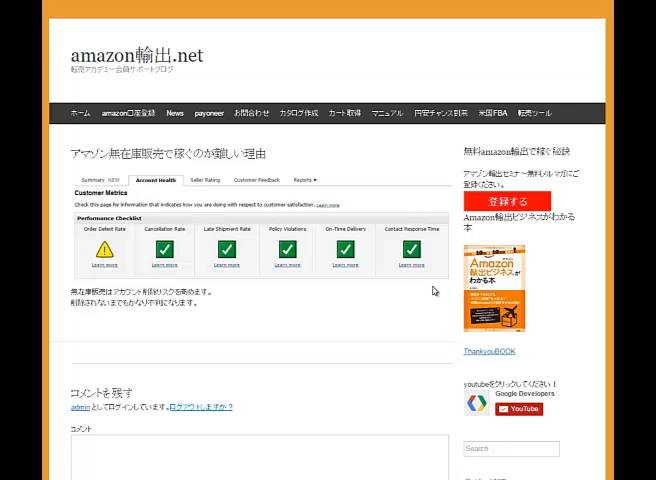 amazon輸出.net
転売アカデミー会員サポートブログ
ホーム amazon口座登録 News payoneer お問合わせ カタログ作成 カート取得 マニュアル 円安チャンス到来 米国FBA 転売ツール
アマゾン無在庫販売で稼ぐのが難しい理由
Summary NEW Account Health Seller Rating Customer Feedback Reports
Customer Metrics
Check this page for information that indicates how you are doing with respect to customer satisfaction. Learn more
Performance Checklist
Order Defect Rate Cancellation Rate Late Shipment Rate Policy Violations On-Time Delivery Contact Response Time
Learn more Learn more Learn more Learn more Learn more Learn more
無在庫販売はアカウント削除リスクを高めます。
削除されないまでもかなり不利になります。
コメントを残す
adminとしてログインしています。ログアウトしますか ?
コメント
無料amazon輸出で稼ぐ秘訣
アマゾン輸出セミナー無料メルマガにご
登録ください。
登録する
Amazon輸出ビジネスがわかる
本
Amazon
輸出ビジネスが
わかる本
ThankyouBOOK
youtubeをクリックしてください！
Google Developers
YouTube
Search ...